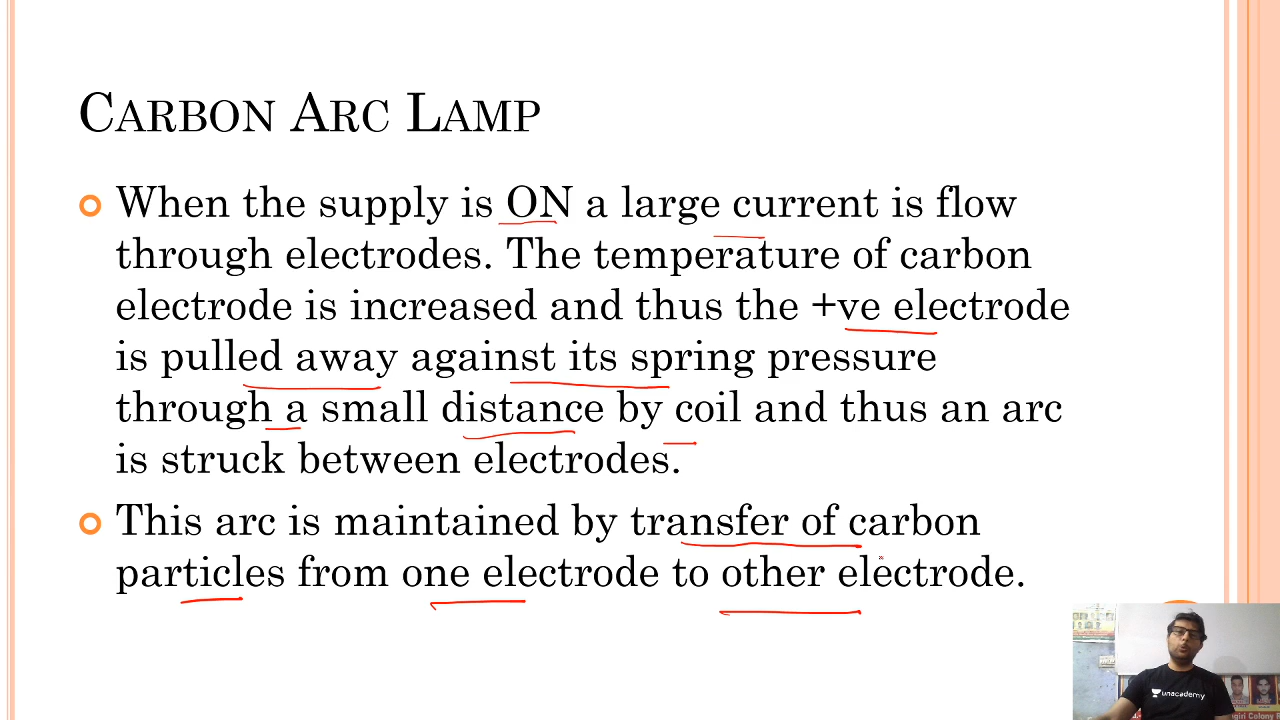 CARBON ARC LAMP
When the supply is ON a large current is flow
through electrodes. The temperature of carbon
electrode is increased and thus the +ve electrode
is pulled away against its spring pressure
through a small distance by coil and thus an arc
is struck between electrodes.
This arc is maintained by transfer of carbon
particles from one electrode to other electrode.
unacademy
giri Colony